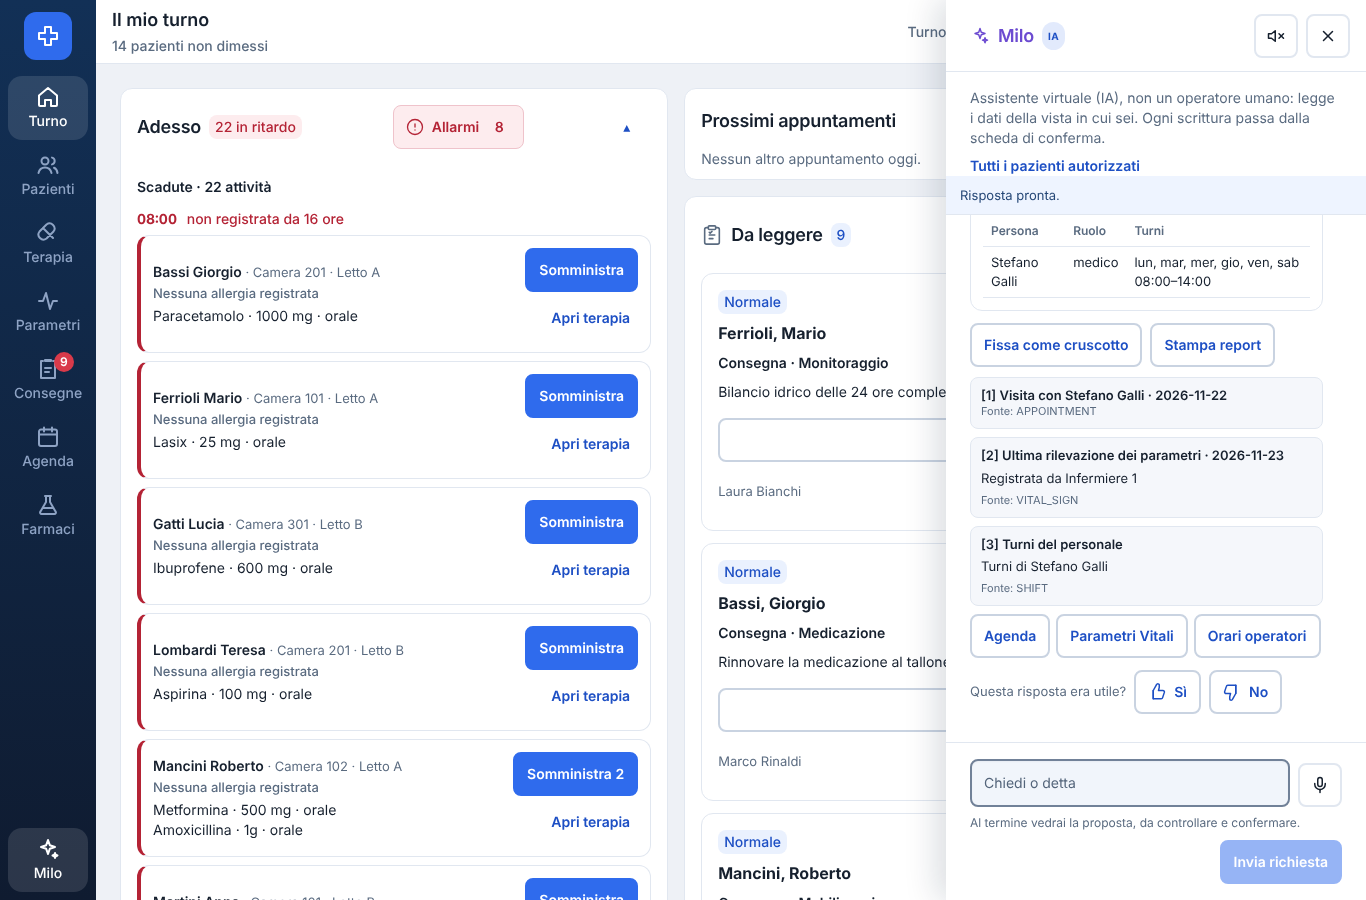 Turno
Pazienti
Terapia
Parametri
9
Consegne
Agenda
Farmaci
Milo
Il mio turno
14 pazienti non dimessi
Turno
Adesso
22 in ritardo
Allarmi 8
Scadute · 22 attività
08:00 non registrata da 16 ore
Bassi Giorgio · Camera 201 · Letto A
Nessuna allergia registrata
Paracetamolo · 1000 mg · orale
Somministra
Apri terapia
Ferrioli Mario · Camera 101 · Letto A
Nessuna allergia registrata
Lasix · 25 mg · orale
Somministra
Apri terapia
Gatti Lucia · Camera 301 · Letto B
Nessuna allergia registrata
Ibuprofene · 600 mg · orale
Somministra
Apri terapia
Lombardi Teresa · Camera 201 · Letto B
Nessuna allergia registrata
Aspirina · 100 mg · orale
Somministra
Apri terapia
Mancini Roberto · Camera 102 · Letto A
Nessuna allergia registrata
Metformina · 500 mg · orale
Amoxicillina · 1g · orale
Somministra 2
Apri terapia
Somministra
Prossimi appuntamenti
Nessun altro appuntamento oggi.
Da leggere 9
Normale
Ferrioli, Mario
Consegna · Monitoraggio
Bilancio idrico delle 24 ore comple
Laura Bianchi
Normale
Bassi, Giorgio
Consegna · Medicazione
Rinnovare la medicazione al tallone
Marco Rinaldi
Normale
Mancini, Roberto
Milo IA
Assistente virtuale (IA), non un operatore umano: legge
i dati della vista in cui sei. Ogni scrittura passa dalla
scheda di conferma.
Tutti i pazienti autorizzati
Risposta pronta.
Persona Ruolo Turni
Stefano Galli medico lun, mar, mer, gio, ven, sab
08:00–14:00
Fissa come cruscotto
Stampa report
[1] Visita con Stefano Galli · 2026-11-22
Fonte: APPOINTMENT
[2] Ultima rilevazione dei parametri · 2026-11-23
Registrata da Infermiere 1
Fonte: VITAL_SIGN
[3] Turni del personale
Turni di Stefano Galli
Fonte: SHIFT
Agenda
Parametri Vitali
Orari operatori
Questa risposta era utile?
Sì
No
Chiedi o detta
Al termine vedrai la proposta, da controllare e confermare.
Invia richiesta